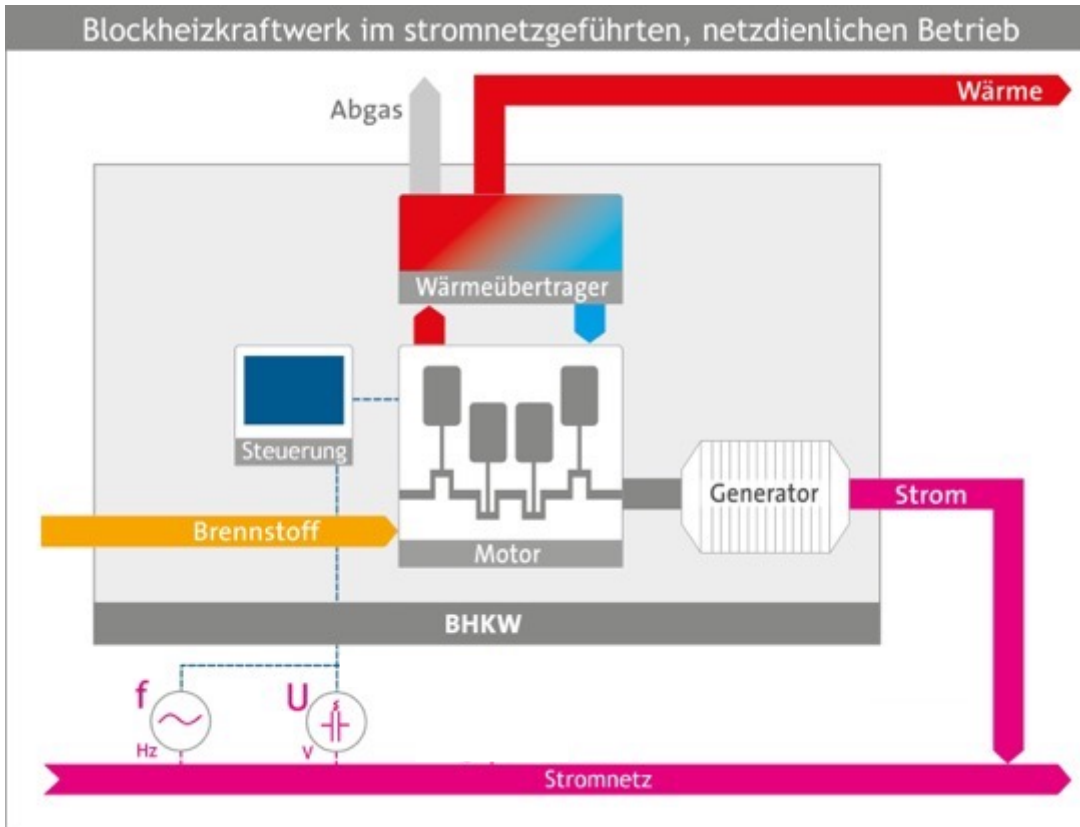 Blockheizkraftwerk im stromnetzgeführten, netzdienlichen Betrieb
Wärme
Abgas
Wärmeübertrager
Steuerung
Generator
Strom
Brennstoff
Motor
BHKW
f
U
Hz
V
Stromnetz